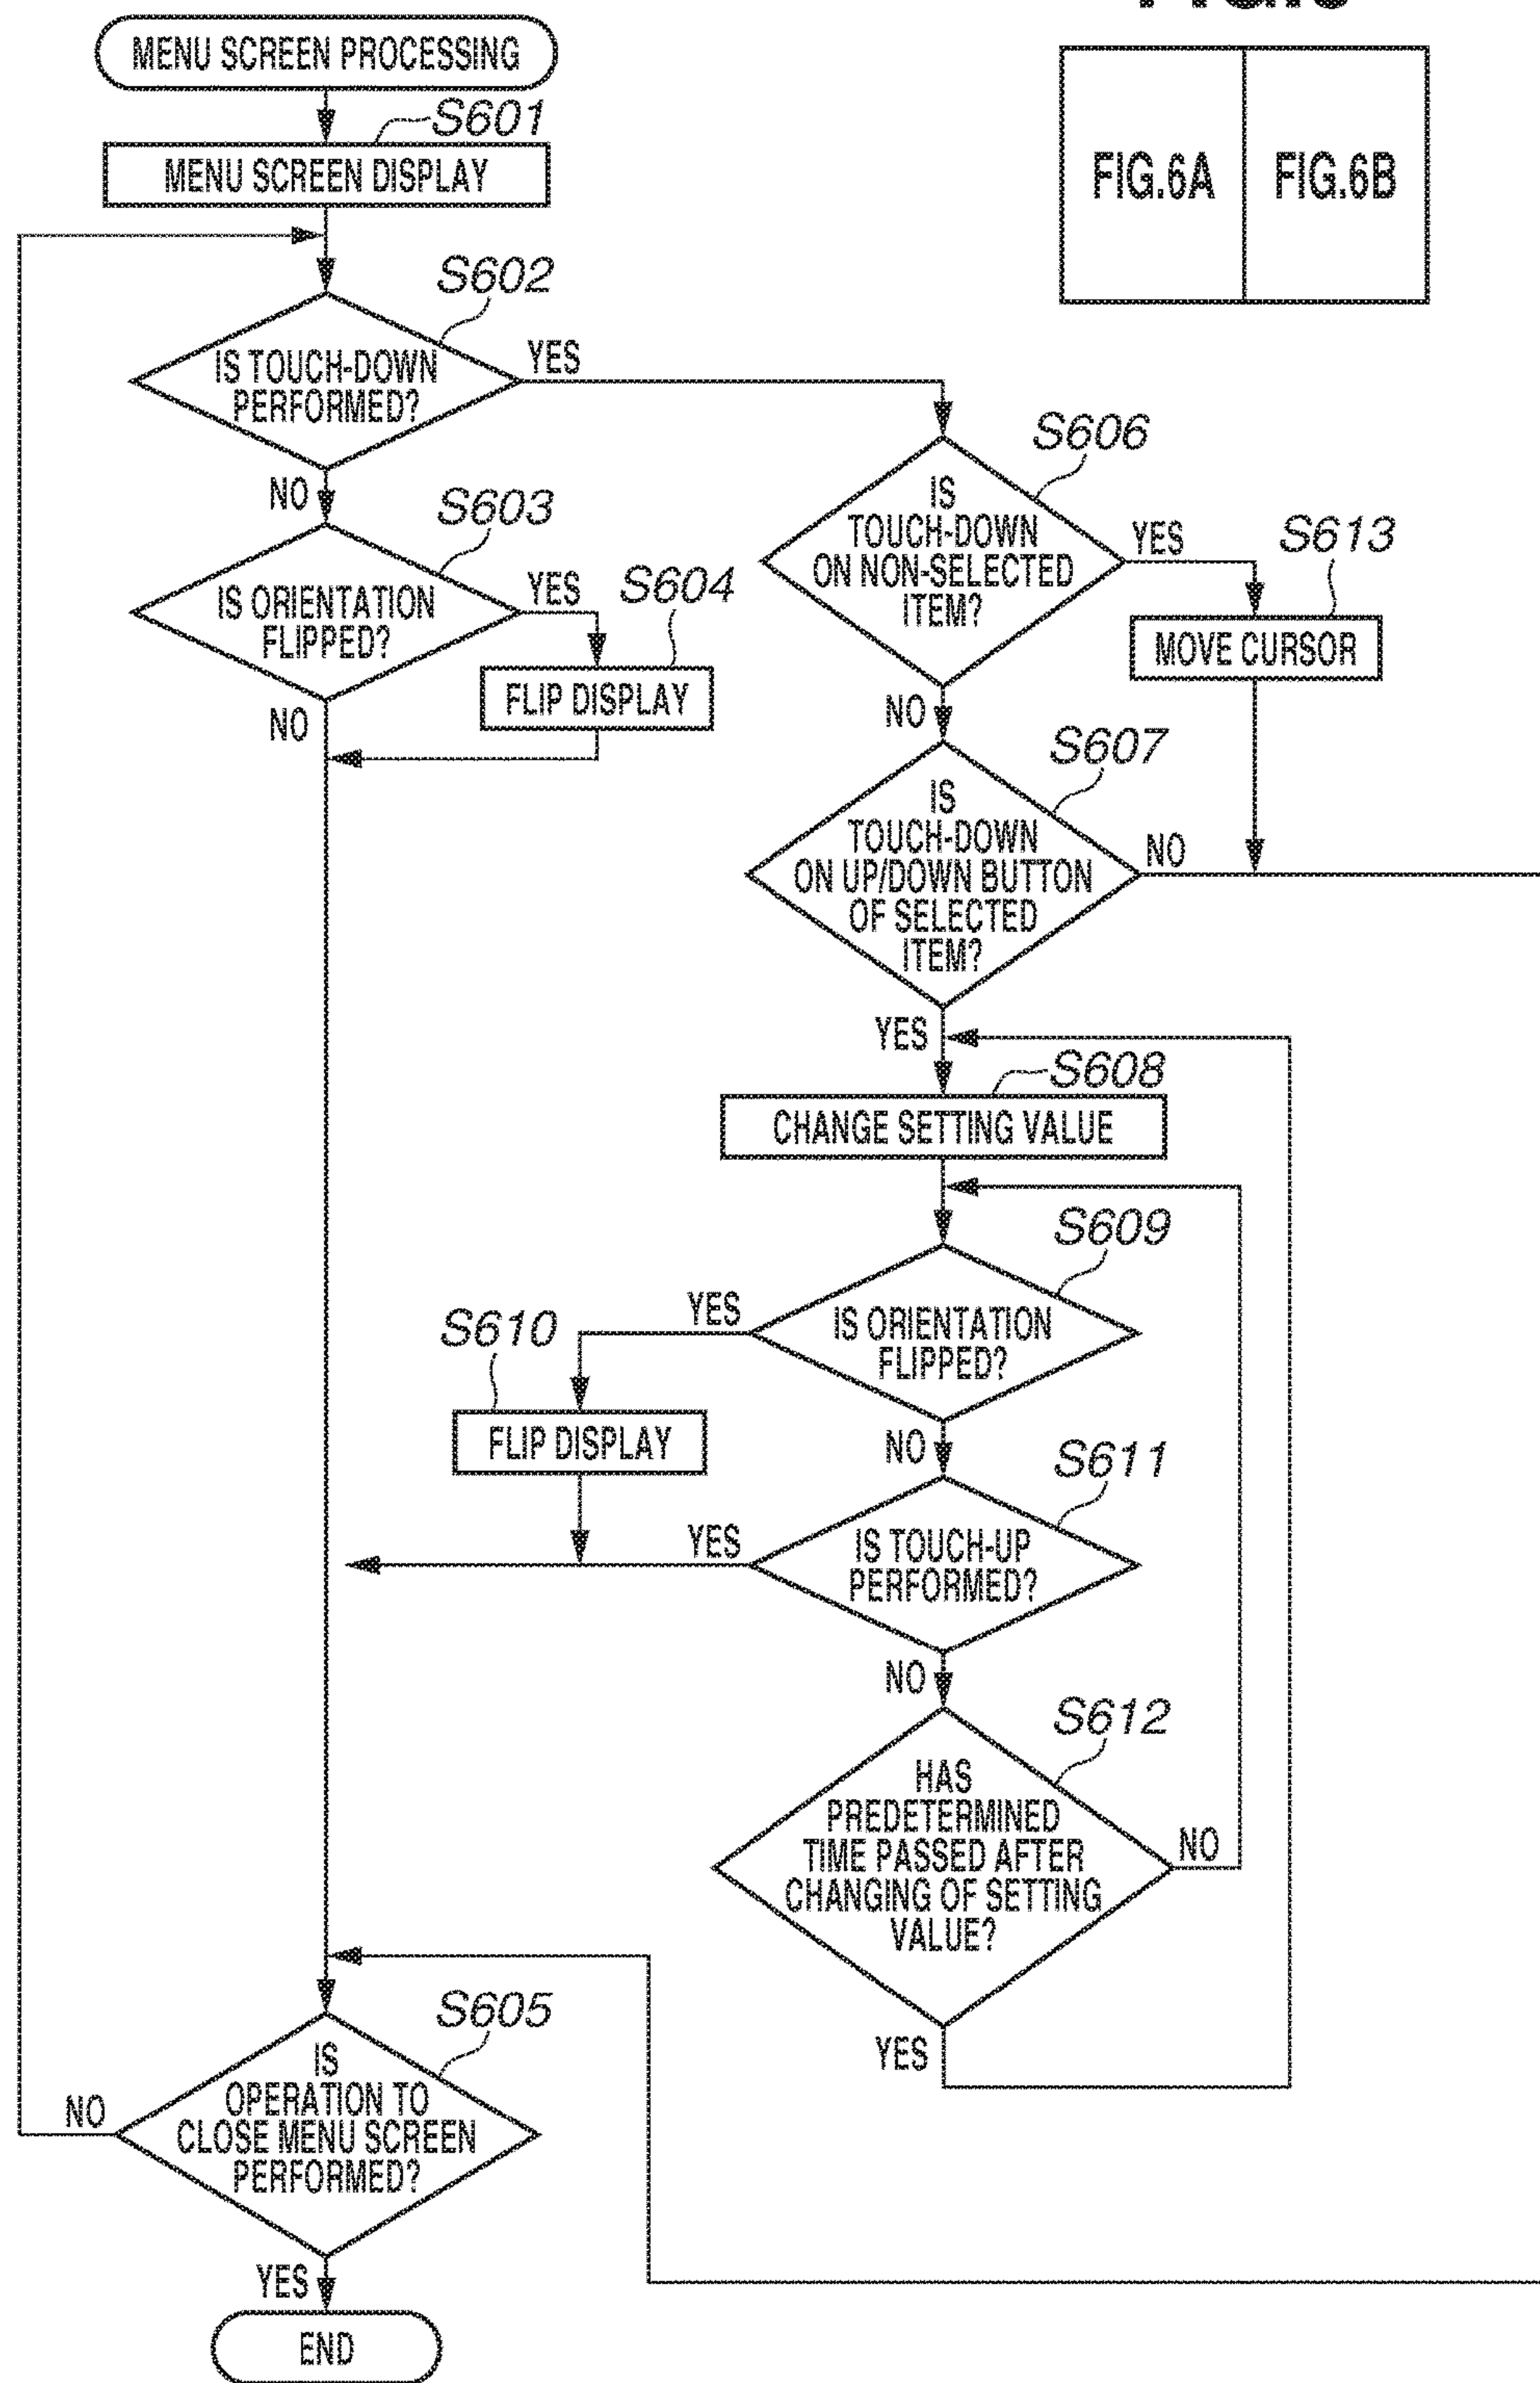 MENU SCREEN PROCESSING
S601
MENU SCREEN DISPLAY
FIG.6A
FIG.6B
S602
IS TOUCH-DOWN
PERFORMED?
YES
NO
S603
IS ORIENTATION
FLIPPED?
YES
S604
FLIP DISPLAY
NO
S606
IS
TOUCH-DOWN
ON NON-SELECTED
ITEM?
YES
S613
MOVE CURSOR
NO
S607
IS
TOUCH-DOWN
ON UP/DOWN BUTTON
OF SELECTED
ITEM?
NO
YES
S608
CHANGE SETTING VALUE
S609
IS ORIENTATION
FLIPPED?
YES
S610
FLIP DISPLAY
NO
S611
IS TOUCH-UP
PERFORMED?
YES
NO
S612
HAS
PREDETERMINED
TIME PASSED AFTER
CHANGING OF SETTING
VALUE?
NO
YES
S605
IS
OPERATION TO
CLOSE MENU SCREEN
PERFORMED?
NO
YES
END